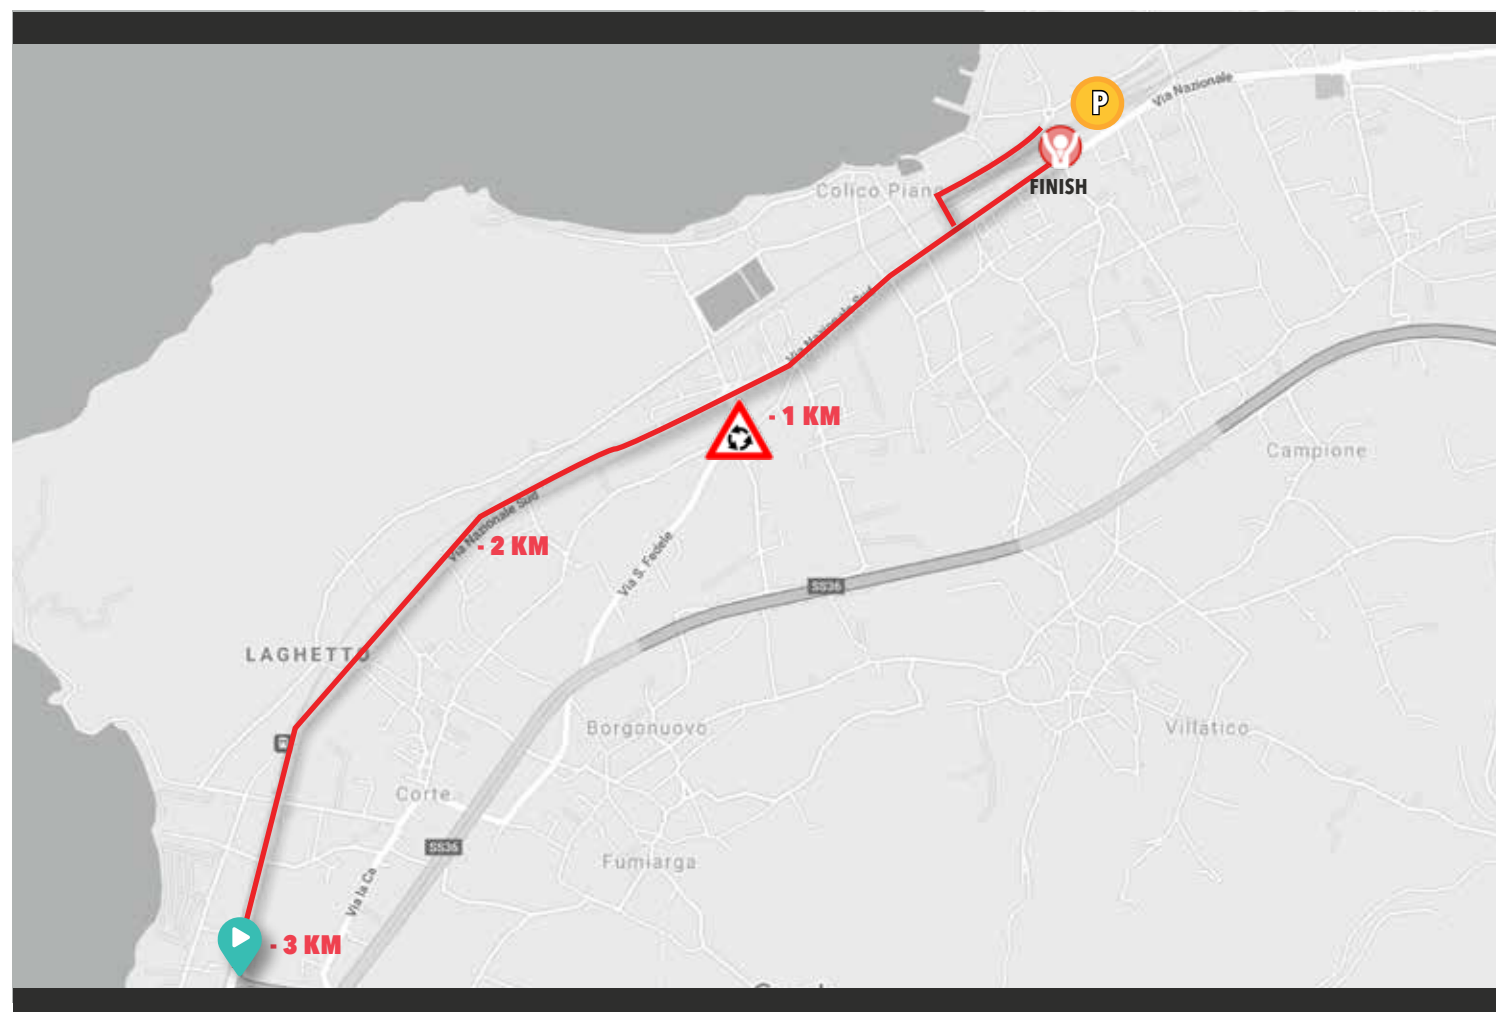 P
Via Nazionale
FINISH
Colico Piano
Via Nazionale Sud
- 1 KM
Campione
Via Nazionale Sud
- 2 KM
Via S. Fedele
SS36
LAGHETTO
Borgonuovo
Villatico
Corte
SS36
Fumiarga
Via la Ca
- 3 KM